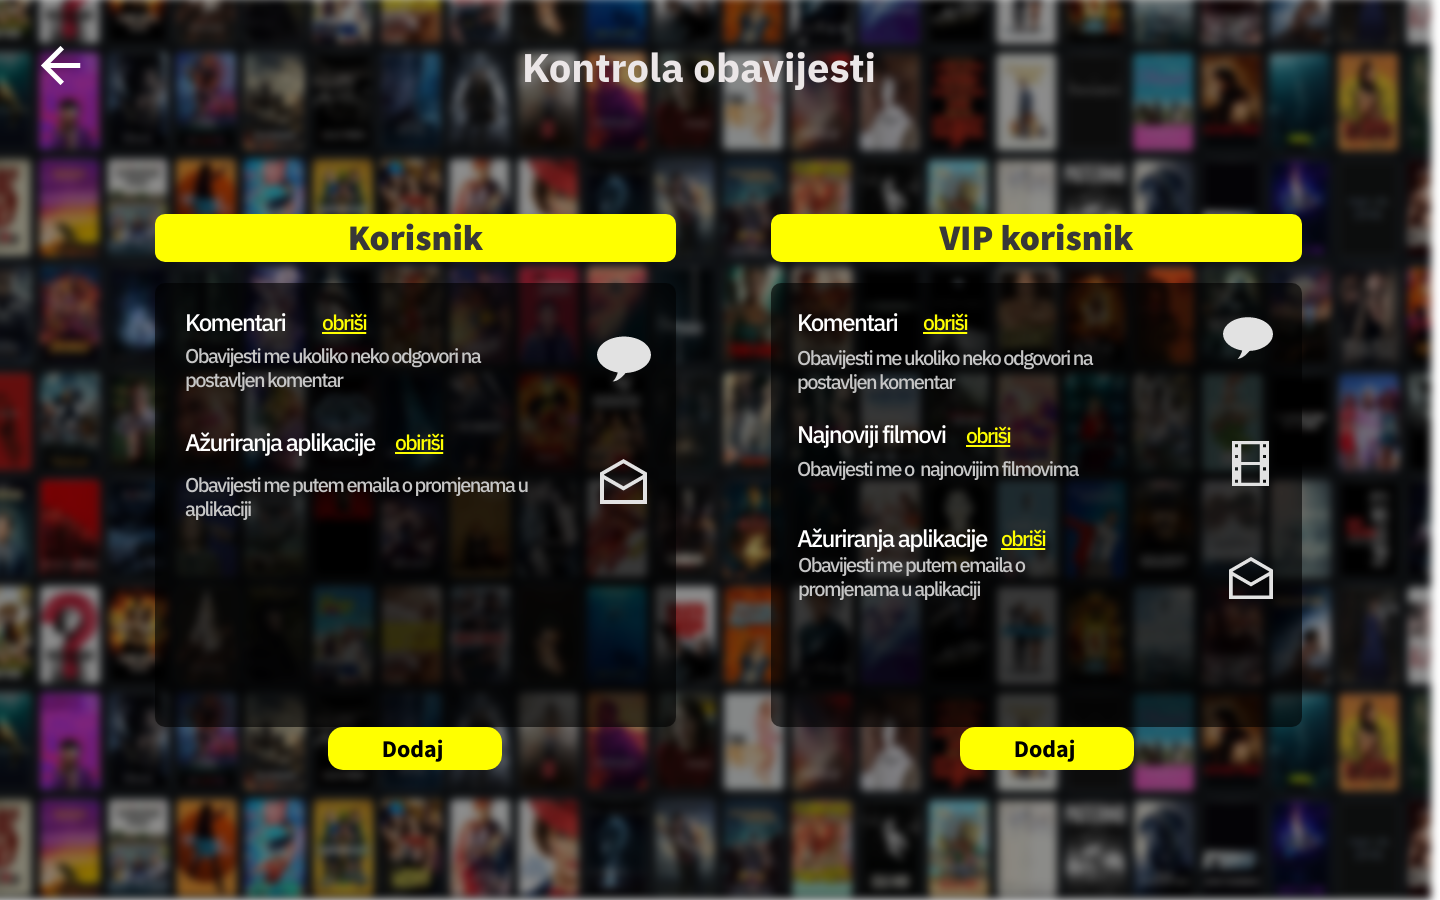 Kontrola obavijesti
Korisnik
Komentari obriši
Obavijesti me ukoliko neko odgovori na
postavljen komentar
Ažuriranja aplikacije obiriši
Obavijesti me putem emaila o promjenama u
aplikaciji
Dodaj
VIP korisnik
Komentari obriši
Obavijesti me ukoliko neko odgovori na
postavljen komentar
Najnoviji filmovi obriši
Obavijesti me o najnovijim filmovima
Ažuriranja aplikacije obriši
Obavijesti me putem emaila o
promjenama u aplikaciji
Dodaj